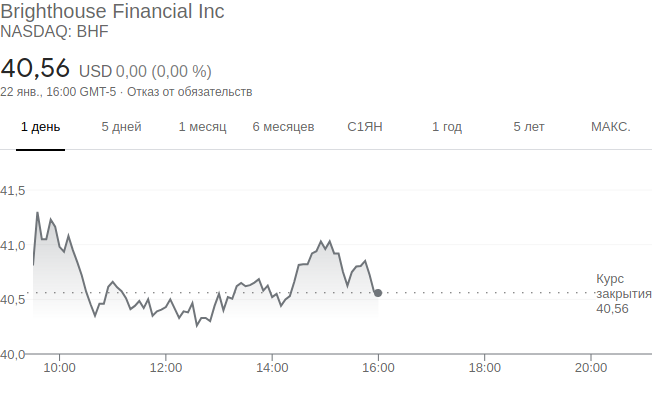 Brighthouse Financial Inc
NASDAQ: BHF
40,56 USD 0,00 (0,00 %)
22 янв., 16:00 GMT-5 · Отказ от обязательств
1 день 5 дней 1 месяц 6 месяцев С1ЯН 1 год 5 лет МАКС.
41,5
41,0
40,5
40,0
Курс
закрытия
40,56
10:00 12:00 14:00 16:00 18:00 20:00